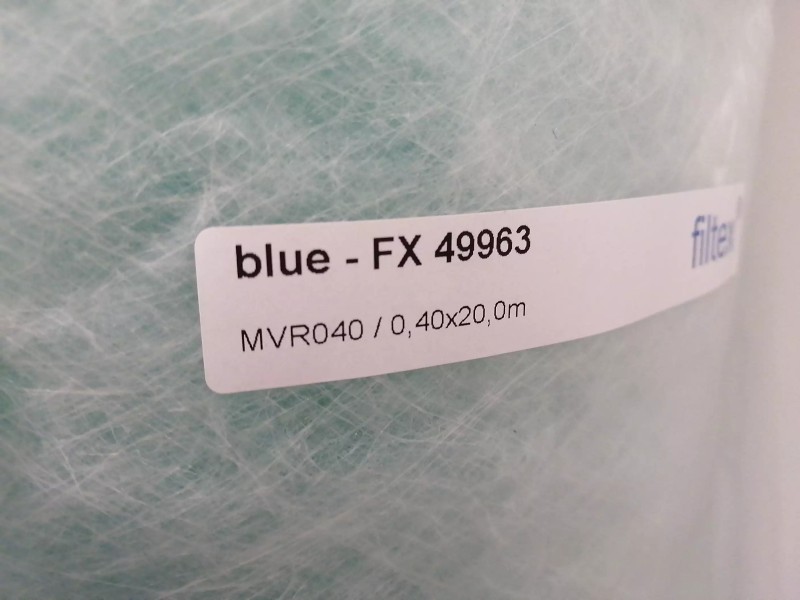 blue - FX 49963
filtex
MVR040 / 0,40x20,0m